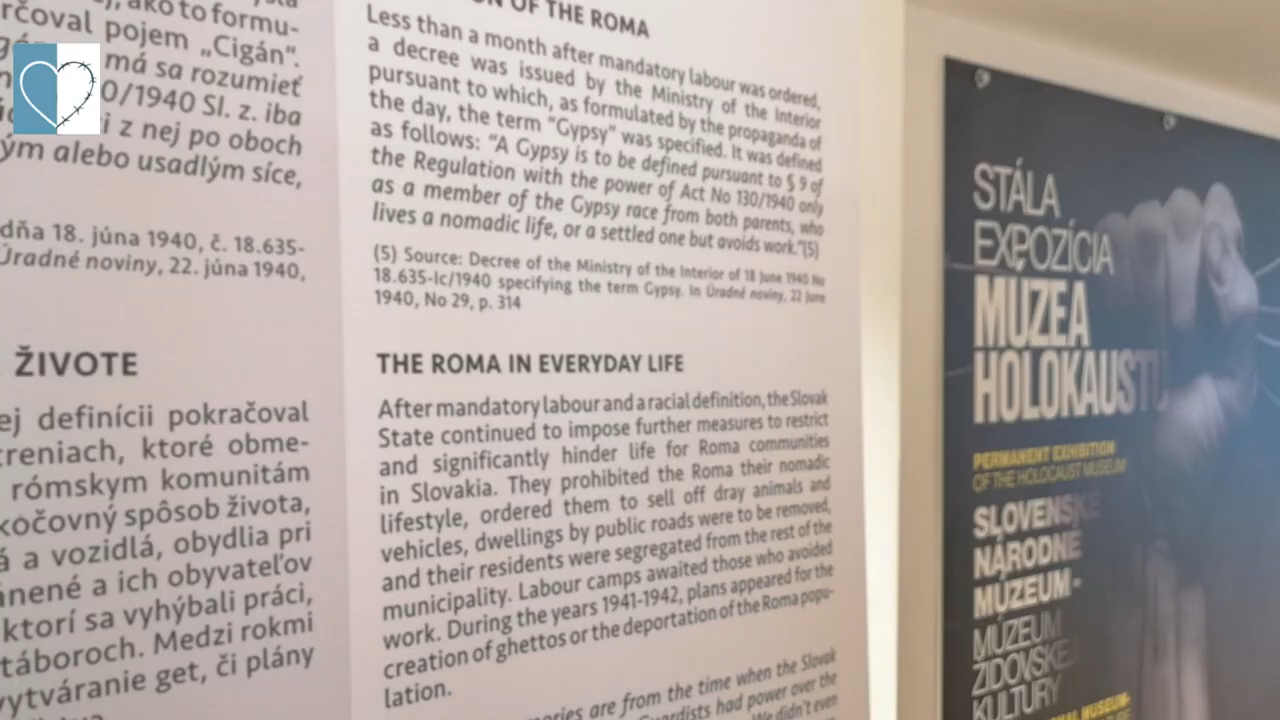 ako to formu-
rčoval pojem „Cigán“.
má sa rozumieť
0/1940 Sl. z. iba
i z nej po oboch
ým alebo usadlým síce,
dňa 18. júna 1940, č. 18.635-
Úradné noviny, 22. júna 1940,
ŽIVOTE
ej definícii pokračoval
treniach, ktoré obme-
rómskym komunitám
kočovný spôsob života,
á a vozidlá, obydlia pri
ánené a ich obyvateľov
ktorí sa vyhýbali práci,
táboroch. Medzi rokmi
vytváranie get, či plány
ON OF THE ROMA
Less than a month after mandatory labour was ordered,
a decree was issued by the Ministry of the Interior
pursuant to which, as formulated by the propaganda of
the day, the term “Gypsy” was specified. It was defined
as follows: “A Gypsy is to be defined pursuant to § 9 of
the Regulation with the power of Act No 130/1940 only
as a member of the Gypsy race from both parents, who
lives a nomadic life, or a settled one but avoids work.”(5)
(5) Source: Decree of the Ministry of the Interior of 18 June 1940 No
18.635-Ic/1940 specifying the term Gypsy. In Úradné noviny, 22 June
1940, No 29, p. 314
THE ROMA IN EVERYDAY LIFE
After mandatory labour and a racial definition, the Slovak
State continued to impose further measures to restrict
and significantly hinder life for Roma communities
in Slovakia. They prohibited the Roma their nomadic
lifestyle, ordered them to sell off dray animals and
vehicles, dwellings by public roads were to be removed,
and their residents were segregated from the rest of the
municipality. Labour camps awaited those who avoided
work. During the years 1941-1942, plans appeared for the
creation of ghettos or the deportation of the Roma popu-
lation.
ories are from the time when the Slovak
Guardists had power over the
We didn't even
STÁLA
EXPOZÍCIA
MÚZEA
HOLOKAUSTU
PERMANENT EXHIBITION
OF THE HOLOCAUST MUSEUM
SLOVENSKÉ
NÁRODNÉ
MÚZEUM-
MÚZEUM
ŽIDOVSKEJ
KULTÚRY
MUSEUM-